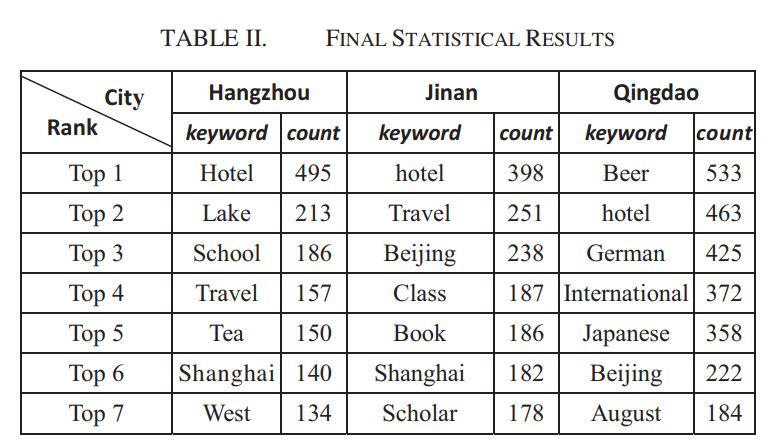 TABLE II. FINAL STATISTICAL RESULTS
City Hangzhou Jinan Qingdao
Rank keyword count keyword count keyword count
Top 1 Hotel 495 hotel 398 Beer 533
Top 2 Lake 213 Travel 251 hotel 463
Top 3 School 186 Beijing 238 German 425
Top 4 Travel 157 Class 187 International 372
Top 5 Tea 150 Book 186 Japanese 358
Top 6 Shanghai 140 Shanghai 182 Beijing 222
Top 7 West 134 Scholar 178 August 184